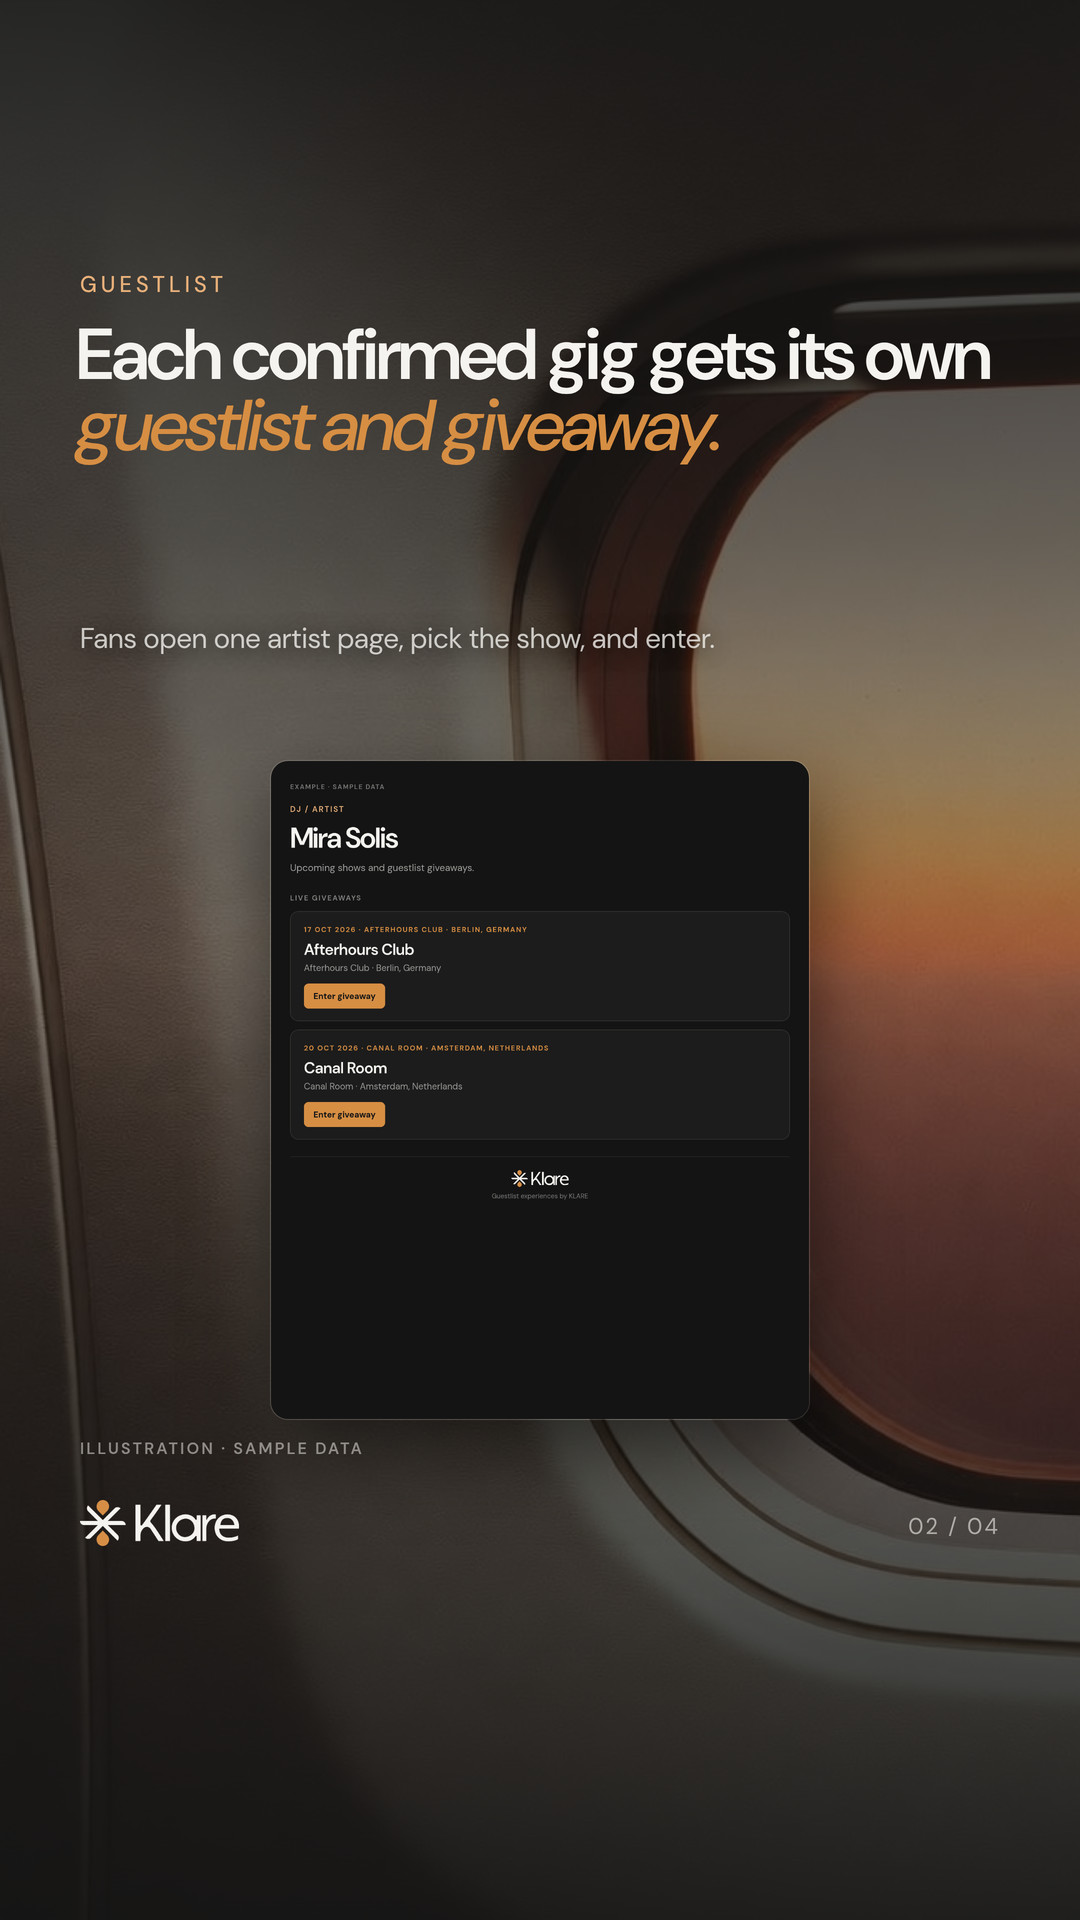 GUESTLIST
Each confirmed gig gets its own
guestlist and giveaway.
Fans open one artist page, pick the show, and enter.
EXAMPLE · SAMPLE DATA
DJ / ARTIST
Mira Solis
Upcoming shows and guestlist giveaways.
LIVE GIVEAWAYS
17 OCT 2026 · AFTERHOURS CLUB · BERLIN, GERMANY
Afterhours Club
Afterhours Club · Berlin, Germany
Enter giveaway
20 OCT 2026 · CANAL ROOM · AMSTERDAM, NETHERLANDS
Canal Room
Canal Room · Amsterdam, Netherlands
Enter giveaway
Klare
Guestlist experiences by KLARE
ILLUSTRATION · SAMPLE DATA
Klare
02 / 04